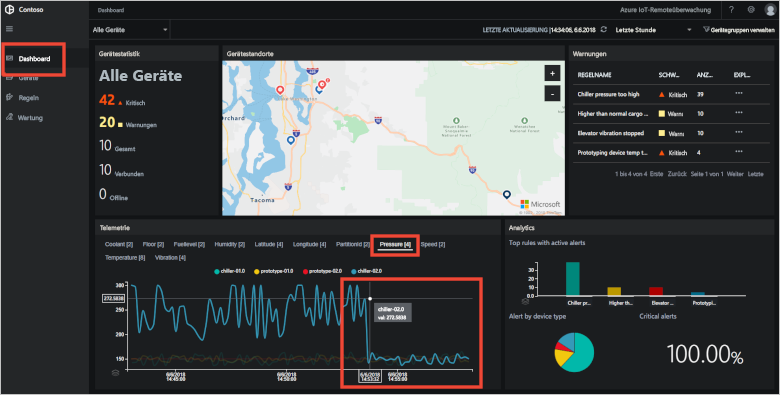 Contoso
Dashboard
Azure IoT-Remoteüberwachung
Alle Geräte
LETZTE AKTUALISIERUNG | 14:34:06, 6.6.2018
Letzte Stunde
Gerätegruppen verwalten
Dashboard
Geräte
Regeln
Wartung
Gerätestatistik
Alle Geräte
42 Kritisch
20 Warnungen
10 Gesamt
10 Verbunden
0 Offline
Gerätestandorte
+
-
Tacoma
Microsoft
Warnungen
REGELNAME SCHW... ANZ... EXPL...
Chiller pressure too high Kritisch 39 ...
Higher than normal cargo ... Warnu 10 ...
Elevator vibration stopped Warnu 10 ...
Prototyping device temp t... Kritisch 4 ...
1 bis 4 von 4 Erste Zurück Seite 1 von 1 Weiter Letzte
Telemetrie
Coolant [2] Floor [2] Fuellevel [2] Humidity [2] Latitude [4] Longitude [4] PartitionId [2] Pressure [4] Speed [2]
Temperature [8] Vibration [4]
chiller-01.0 prototype-01.0 prototype-02.0 chiller-02.0
300
272.5838
250
200
150
chiller-02.0
val: 272.5838
6/6/2018
14:45:00
6/6/2018
14:50:00
6/6/2018
14:53:32
6/6/2018
14:55:00
Analytics
Top rules with active alerts
30
20
10
0
Chiller pr...
Higher th...
Elevator ...
Prototypi...
Alert by device type
Critical alerts
100.00%